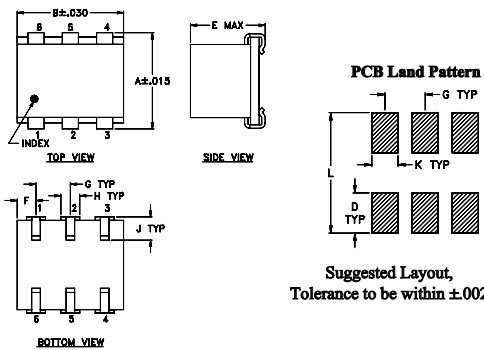 B±.030
6 5 4
A±.015
INDEX
1 2 3
TOP VIEW
E MAX
SIDE VIEW
PCB Land Pattern
G TYP
K TYP
L
D TYP
Suggested Layout,
Tolerance to be within ±.002
G TYP
H TYP
F
1 2 3
J TYP
6 5 4
BOTTOM VIEW